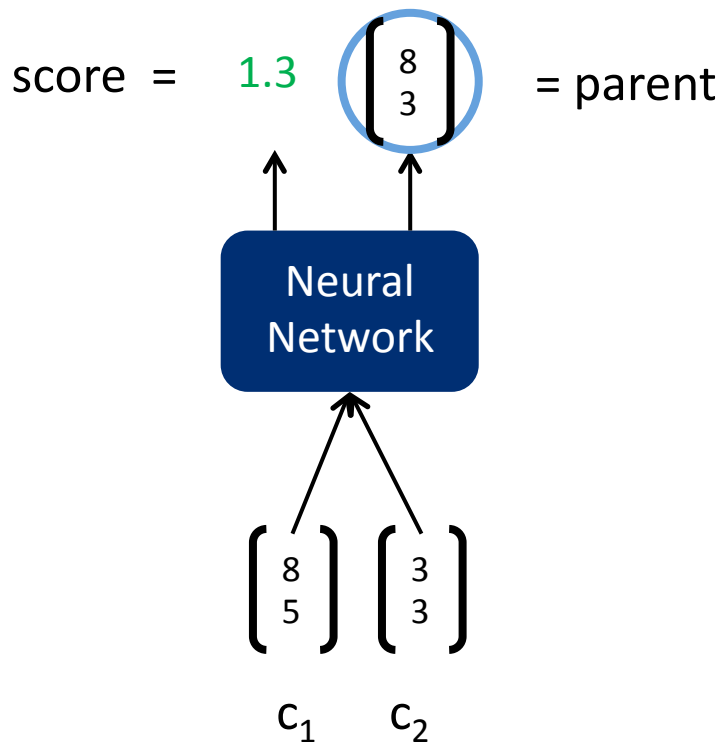 score = 1.3
8
3
= parent
Neural
Network
8
5
3
3
c₁ c₂